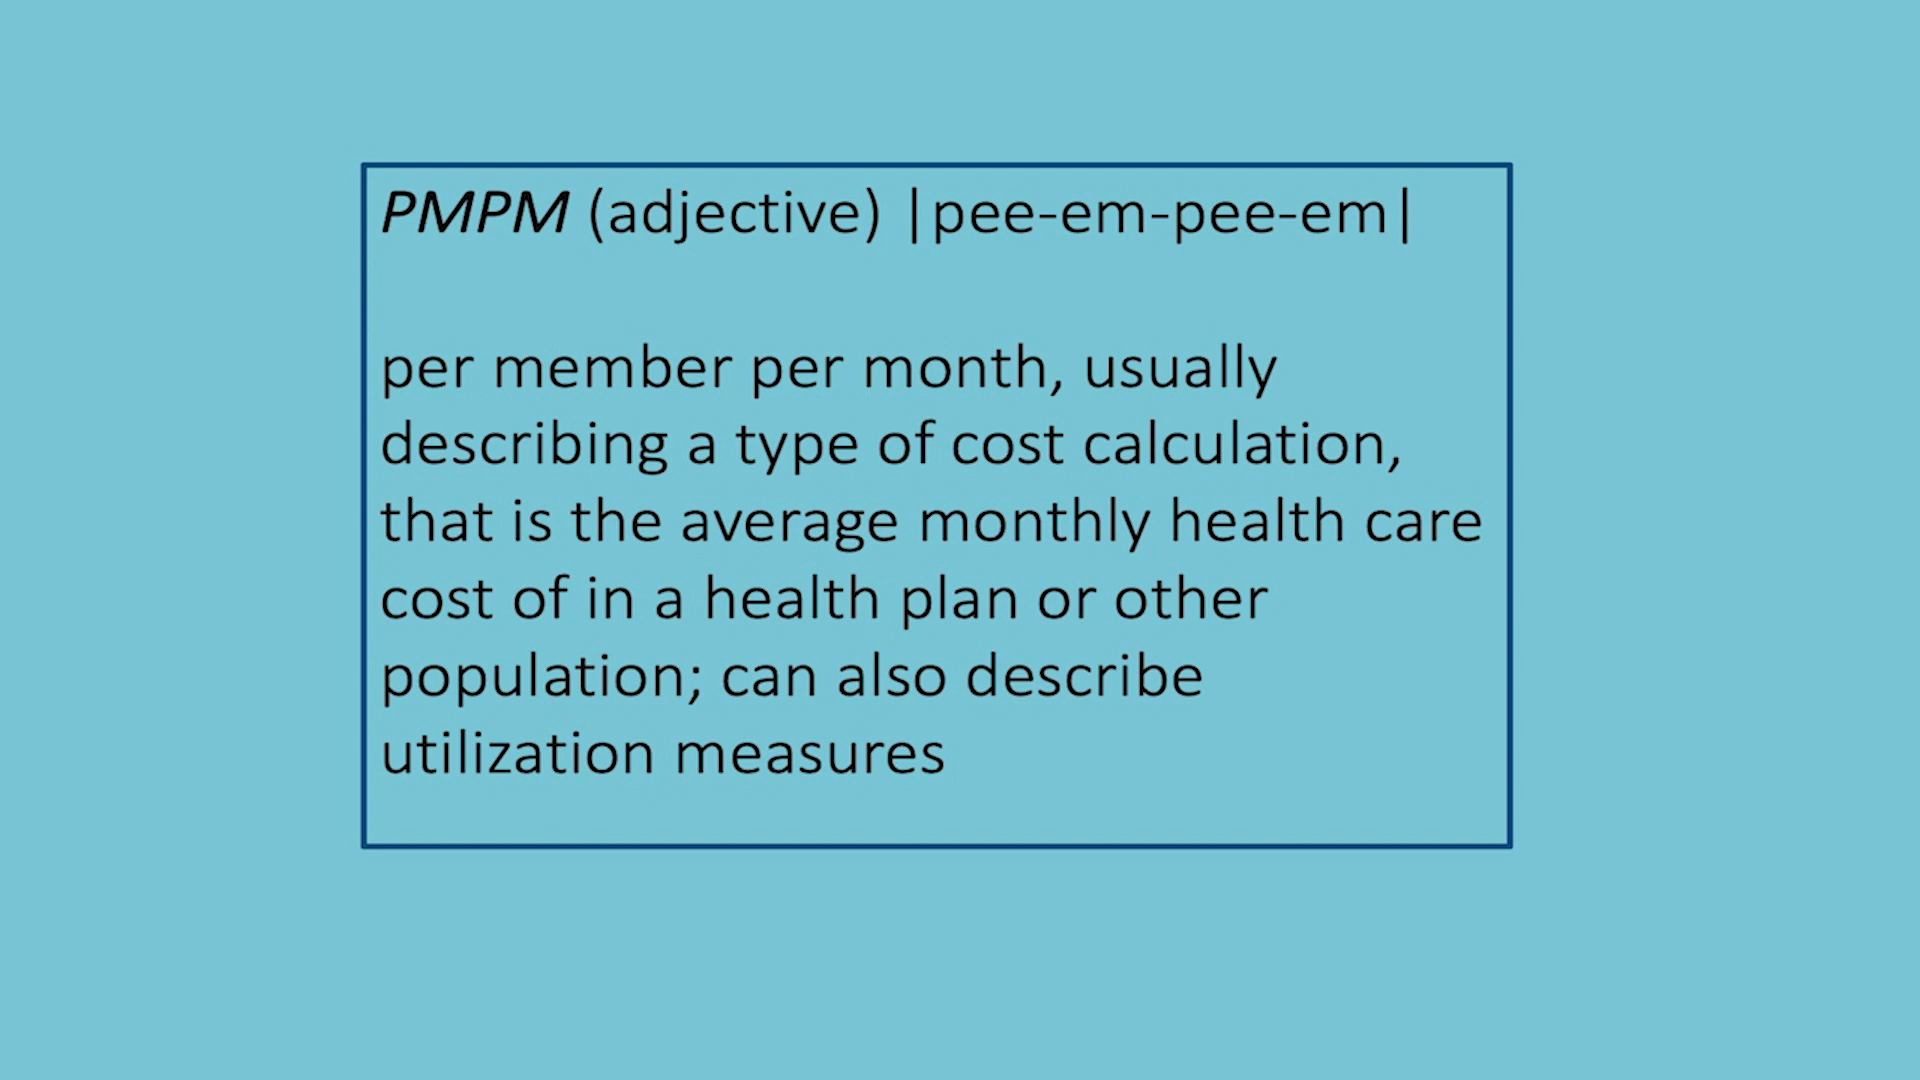 PMPM (adjective) |pee-em-pee-em|
per member per month, usually
describing a type of cost calculation,
that is the average monthly health care
cost of in a health plan or other
population; can also describe
utilization measures